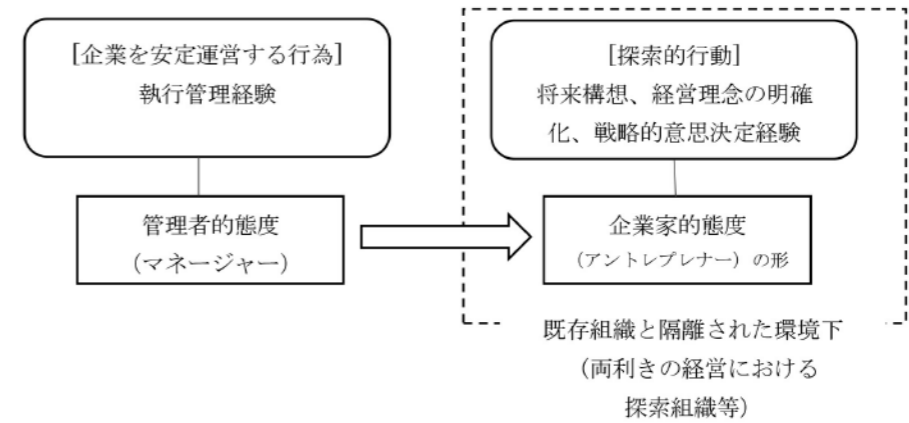 [企業を安定運営する行為]
執行管理経験
管理者的態度
（マネージャー）
[探索的行動]
将来構想、経営理念の明確
化、戦略的意思決定経験
企業家的態度
（アントレプレナー）の形
既存組織と隔離された環境下
（両利きの経営における
探索組織等）